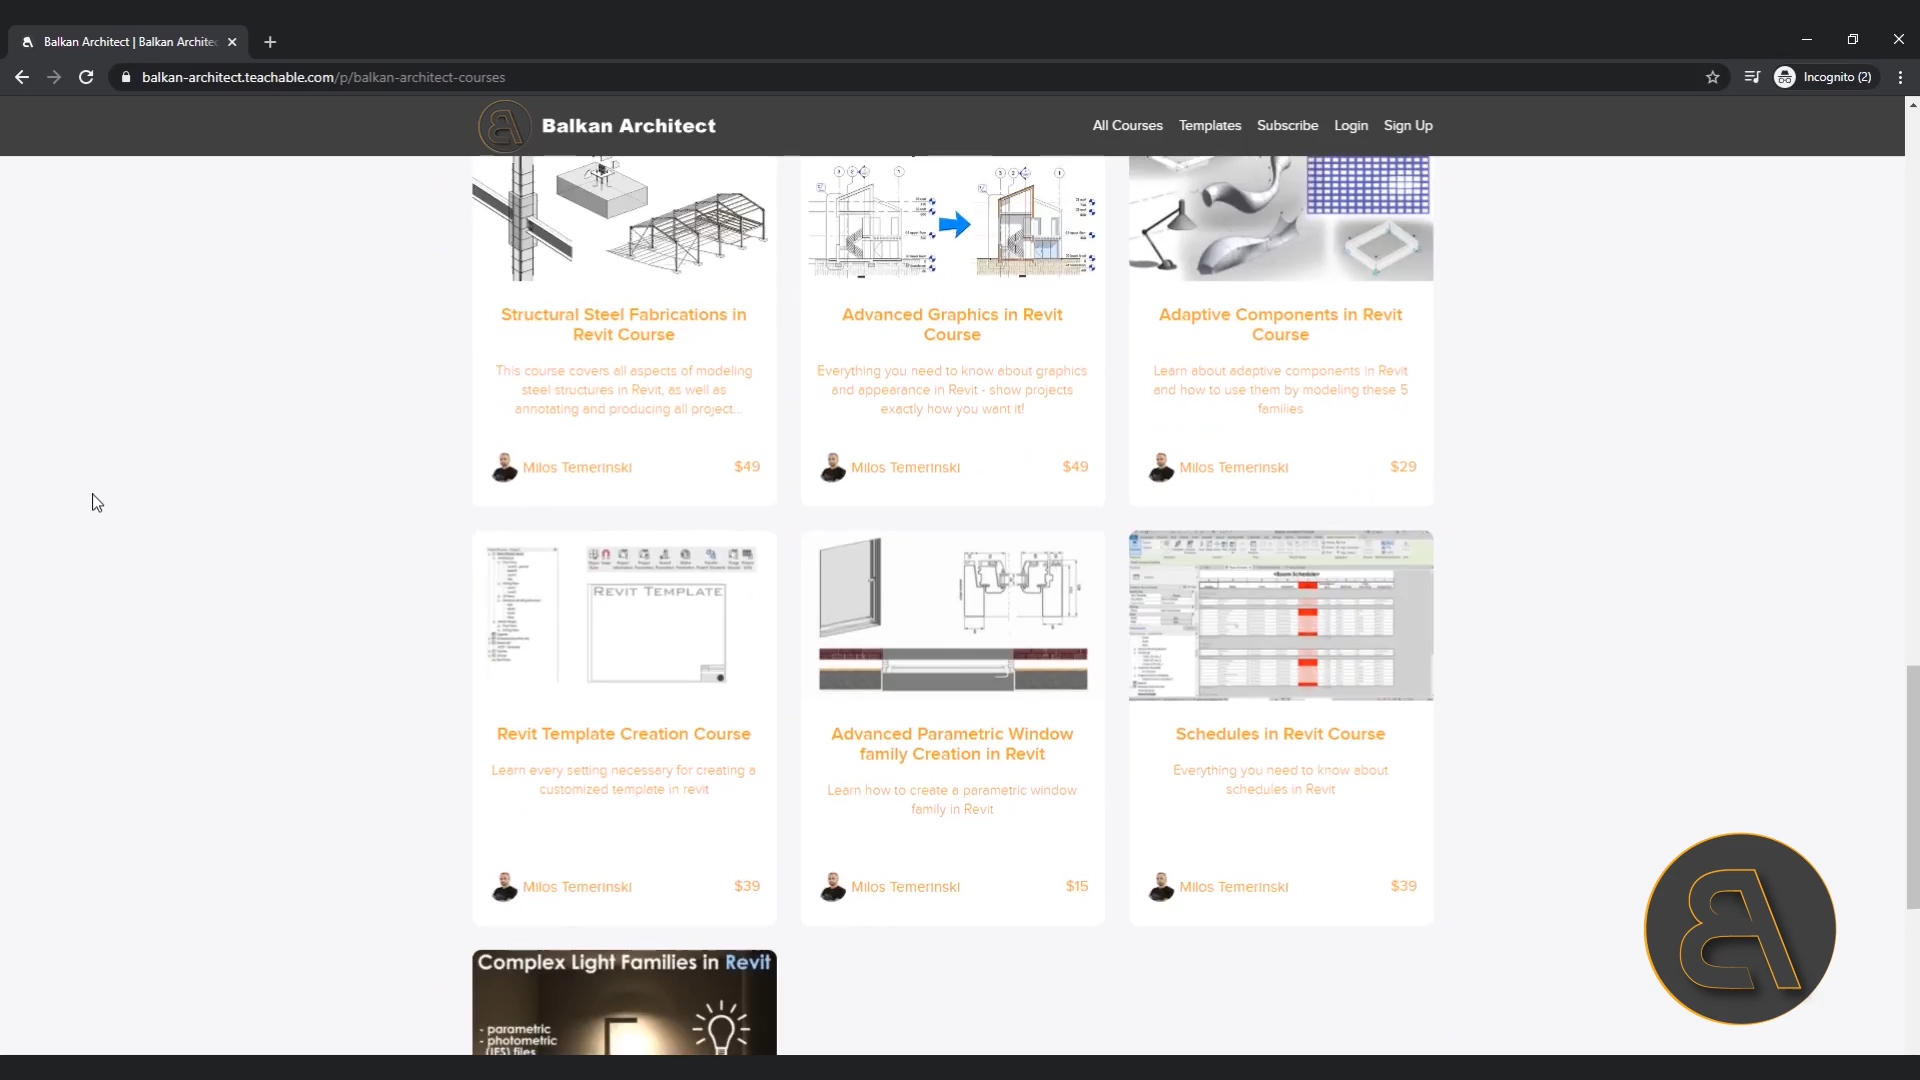 Balkan Architect | Balkan Architec
balkan-architect.teachable.com/p/balkan-architect-courses
Incognito (2)
Balkan Architect
All Courses
Templates
Subscribe
Login
Sign Up
Structural Steel Fabrications in
Revit Course
This course covers all aspects of modeling
steel structures in Revit, as well as
annotating and producing all project...
Milos Temerinski
$49
Advanced Graphics in Revit
Course
Everything you need to know about graphics
and appearance in Revit - show projects
exactly how you want it!
Milos Temerinski
$49
Adaptive Components in Revit
Course
Learn about adaptive components in Revit
and how to use them by modeling these 5
families
Milos Temerinski
$29
REVIT TEMPLATE
Revit Template Creation Course
Learn every setting necessary for creating a
customized template in revit
Milos Temerinski
$39
Advanced Parametric Window
family Creation in Revit
Learn how to create a parametric window
family in Revit
Milos Temerinski
$15
<Room Schedule>
Schedules in Revit Course
Everything you need to know about
schedules in Revit
Milos Temerinski
$39
Complex Light Families in Revit
- parametric
- photometric
(IES) files